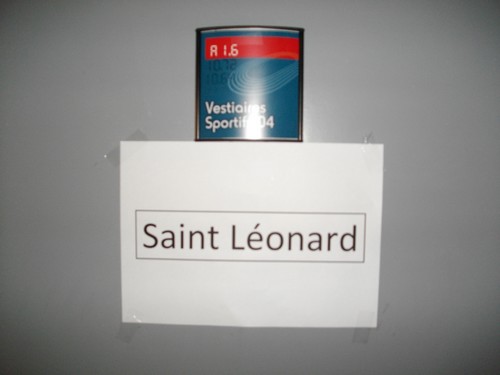 A 1.6
Vestiaires
Sportifs 04
Saint Léonard